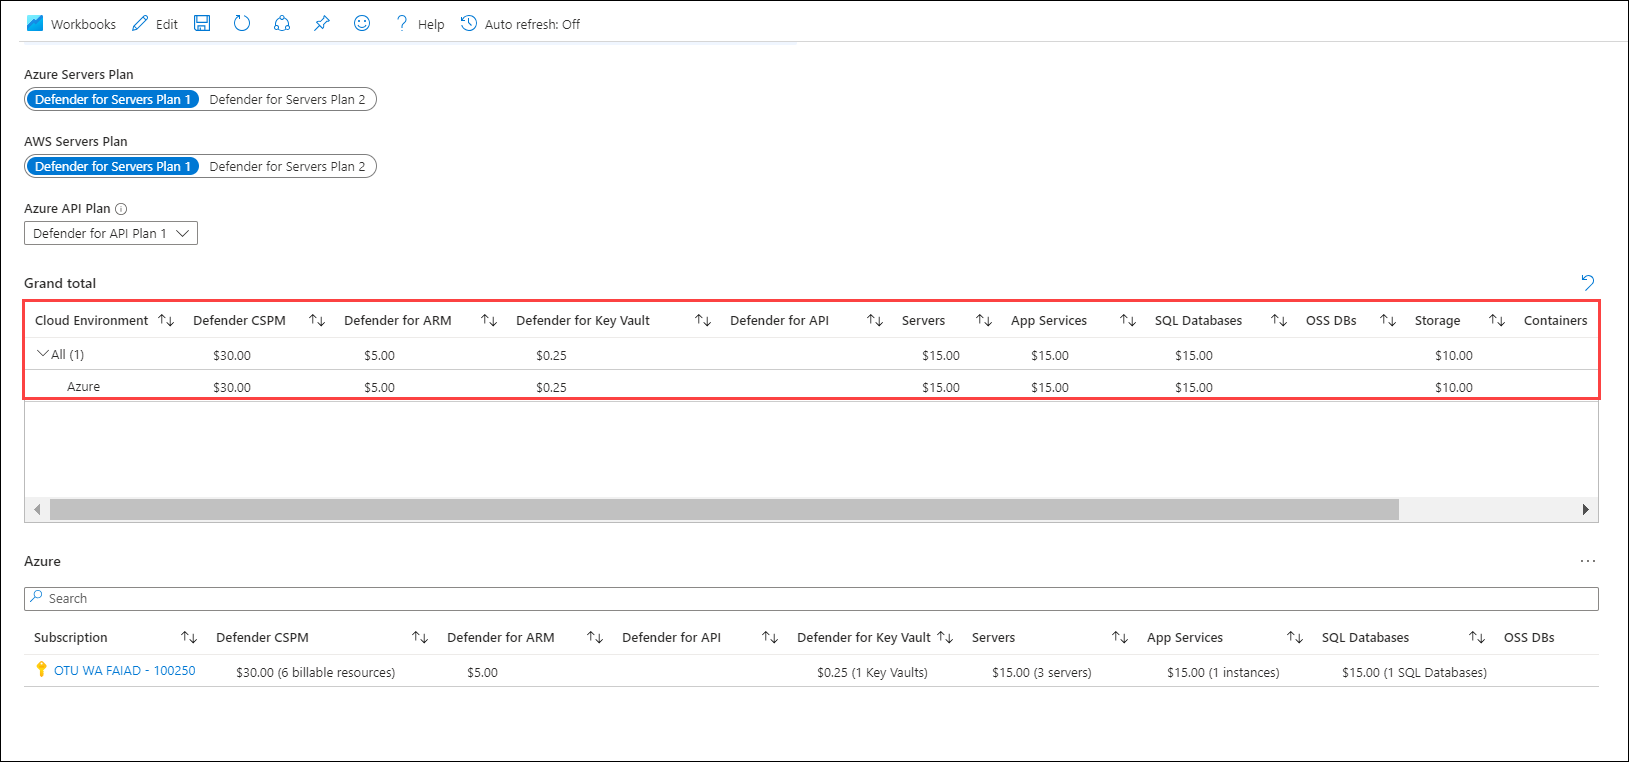 Workbooks Edit Help Auto refresh: Off
Azure Servers Plan
Defender for Servers Plan 1 Defender for Servers Plan 2
AWS Servers Plan
Defender for Servers Plan 1 Defender for Servers Plan 2
Azure API Plan
Defender for API Plan 1
Grand total
Cloud Environment Defender CSPM Defender for ARM Defender for Key Vault Defender for API Servers App Services SQL Databases OSS DBs Storage Containers
All (1) $30.00 $5.00 $0.25 $15.00 $15.00 $15.00 $10.00
Azure $30.00 $5.00 $0.25 $15.00 $15.00 $15.00 $10.00
Azure
Search
Subscription Defender CSPM Defender for ARM Defender for API Defender for Key Vault Servers App Services SQL Databases OSS DBs
OTU WA FAIAD - 100250 $30.00 (6 billable resources) $5.00 $0.25 (1 Key Vaults) $15.00 (3 servers) $15.00 (1 instances) $15.00 (1 SQL Databases)